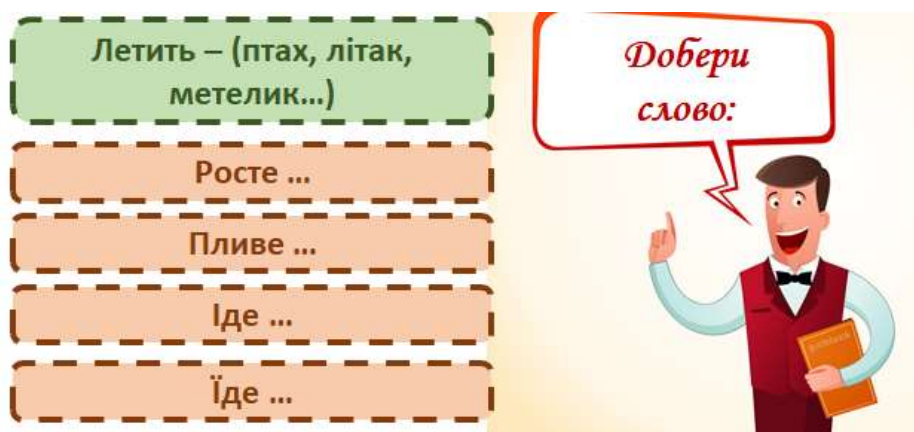 Летить – (птах, літак,
метелик...)
Росте ...
Пливе ...
Іде ...
Їде ...
Добери
слово: